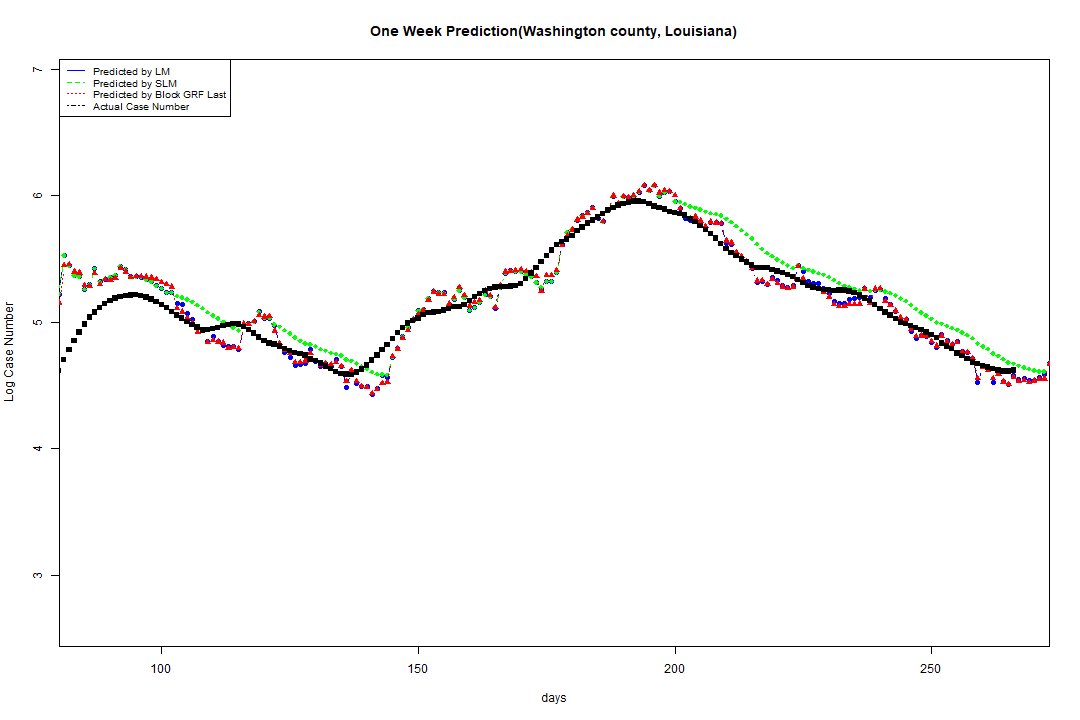 One Week Prediction(Washington county, Louisiana)
Predicted by LM
Predicted by SLM
Predicted by Block GRF Last
Actual Case Number
7
6
5
4
3
Log Case Number
100
150
200
250
days